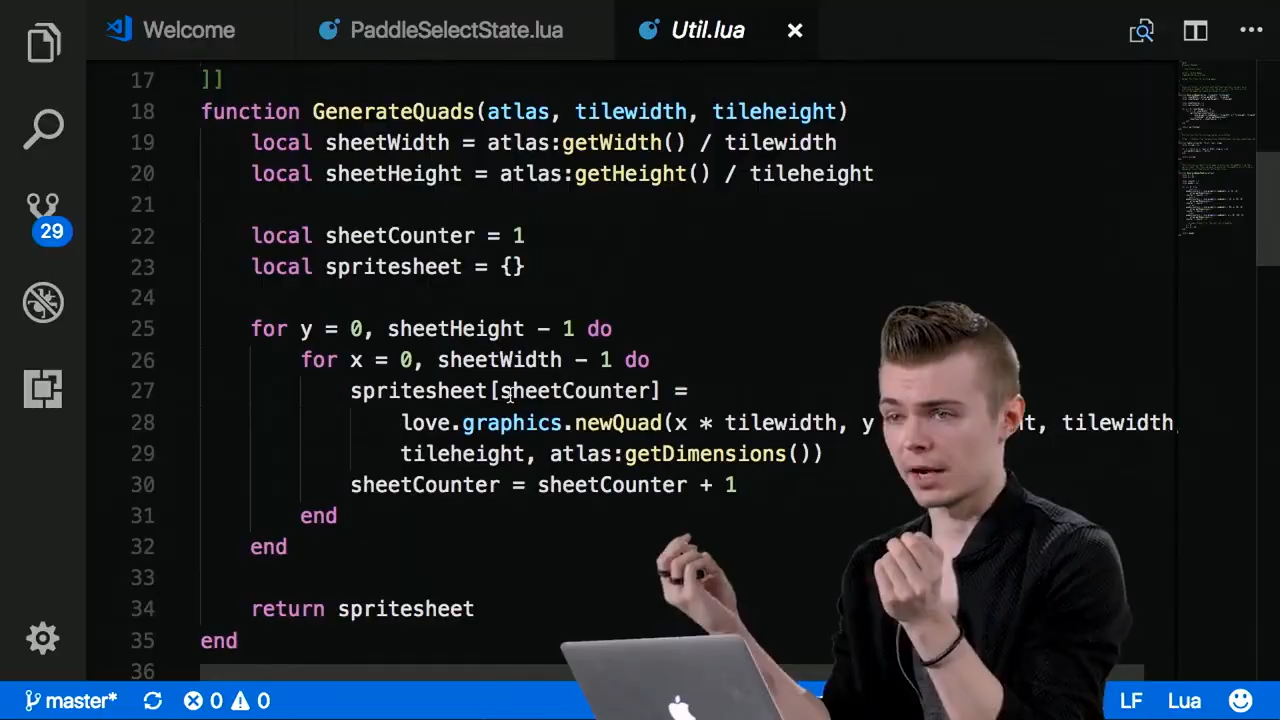 Welcome PaddleSelectState.lua Util.lua
17 ]]
18 function GenerateQuads(atlas, tilewidth, tileheight)
19 local sheetWidth = atlas:getWidth() / tilewidth
20 local sheetHeight = atlas:getHeight() / tileheight
21
22 local sheetCounter = 1
23 local spritesheet = {}
24
25 for y = 0, sheetHeight - 1 do
26 for x = 0, sheetWidth - 1 do
27 spritesheet[sheetCounter] =
28 love.graphics.newQuad(x * tilewidth, y t, tilewidth,
29 tileheight, atlas:getDimensions())
30 sheetCounter = sheetCounter + 1
31 end
32 end
33
34 return spritesheet
35 end
36
29
master* 0 0 LF Lua